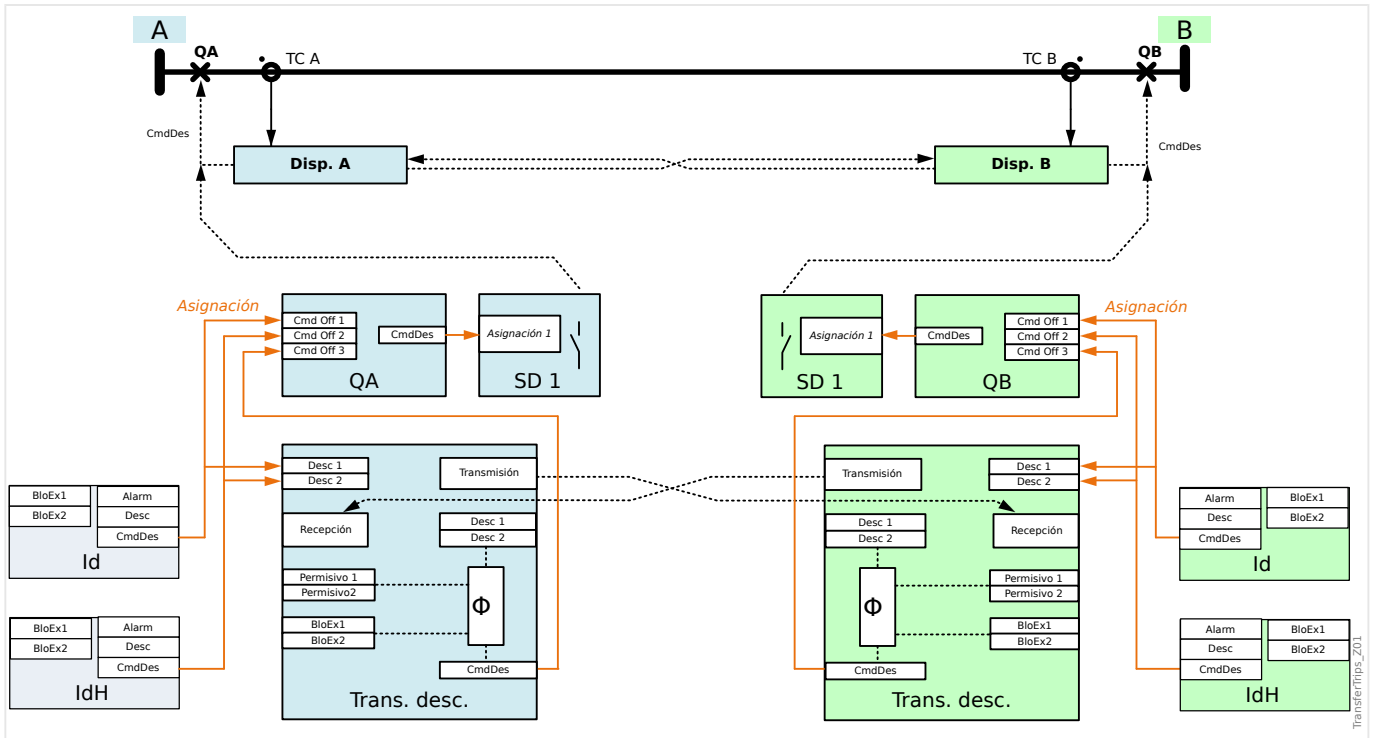 A
B
QA
TC A
TC B
QB
CmdDes
CmdDes
Disp. A
Disp. B
Asignación
Asignación
Cmd Off 1
Cmd Off 2
Cmd Off 3
CmdDes
QA
Asignación 1
SD 1
Asignación 1
SD 1
CmdDes
Cmd Off 1
Cmd Off 2
Cmd Off 3
QB
Desc 1
Desc 2
Transmisión
Recepción
Desc 1
Desc 2
Permisivo 1
Permisivo2
Φ
BloEx1
BloEx2
CmdDes
Trans. desc.
Transmisión
Desc 1
Desc 2
Recepción
Desc 1
Desc 2
Φ
Permisivo 1
Permisivo 2
BloEx1
BloEx2
CmdDes
Trans. desc.
BloEx1
BloEx2
Alarm
Desc
CmdDes
Id
BloEx1
BloEx2
Alarm
Desc
CmdDes
IdH
Alarm
Desc
CmdDes
BloEx1
BloEx2
Id
Alarm
Desc
CmdDes
BloEx1
BloEx2
IdH
TransferTrips_Z01